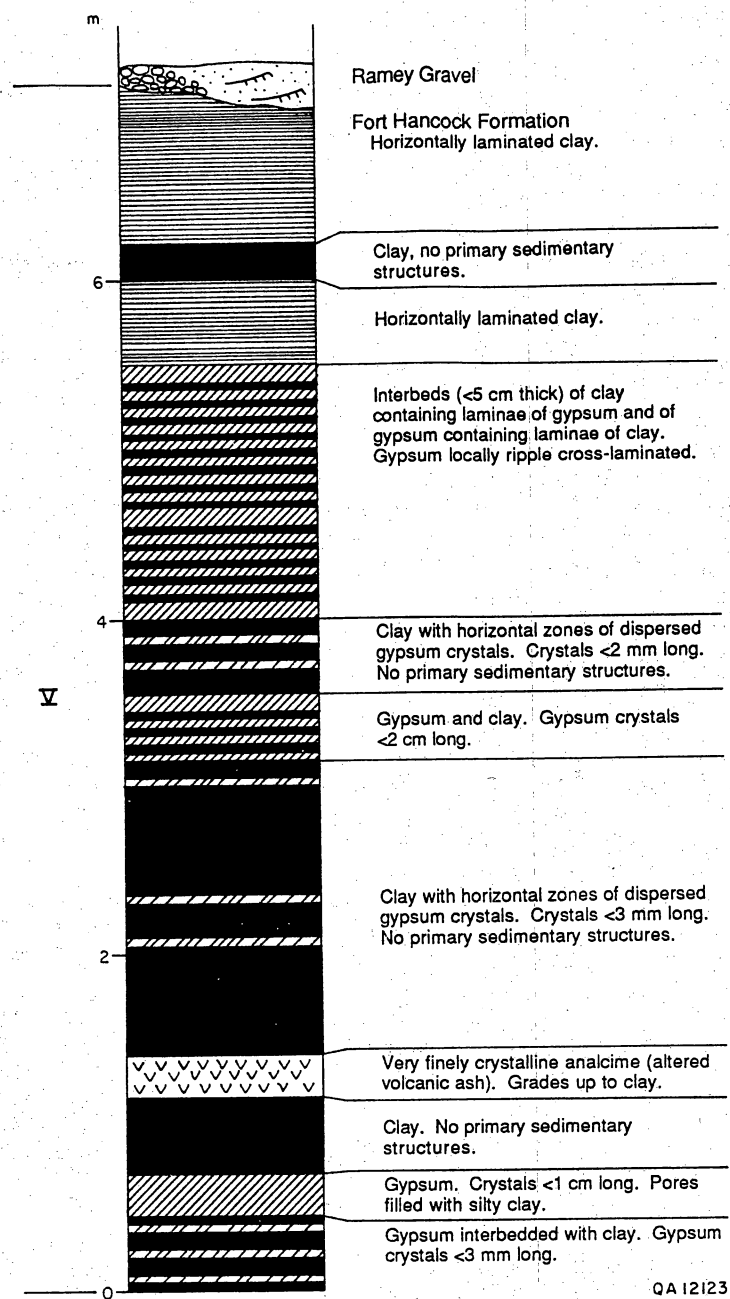 m
Ramey Gravel
Fort Hancock Formation
Horizontally laminated clay.
Clay, no primary sedimentary
structures.
6
Horizontally laminated clay.
Interbeds (<5 cm thick) of clay
containing laminae of gypsum and of
gypsum containing laminae of clay.
Gypsum locally ripple cross-laminated.
4
Clay with horizontal zones of dispersed
gypsum crystals. Crystals <2 mm long.
No primary sedimentary structures.
V
Gypsum and clay. Gypsum crystals
<2 cm long.
Clay with horizontal zones of dispersed
gypsum crystals. Crystals <3 mm long.
No primary sedimentary structures.
2
Very finely crystalline analcime (altered
volcanic ash). Grades up to clay.
Clay. No primary sedimentary
structures.
Gypsum. Crystals <1 cm long. Pores
filled with silty clay.
Gypsum interbedded with clay. Gypsum
crystals <3 mm long.
0
QA12123